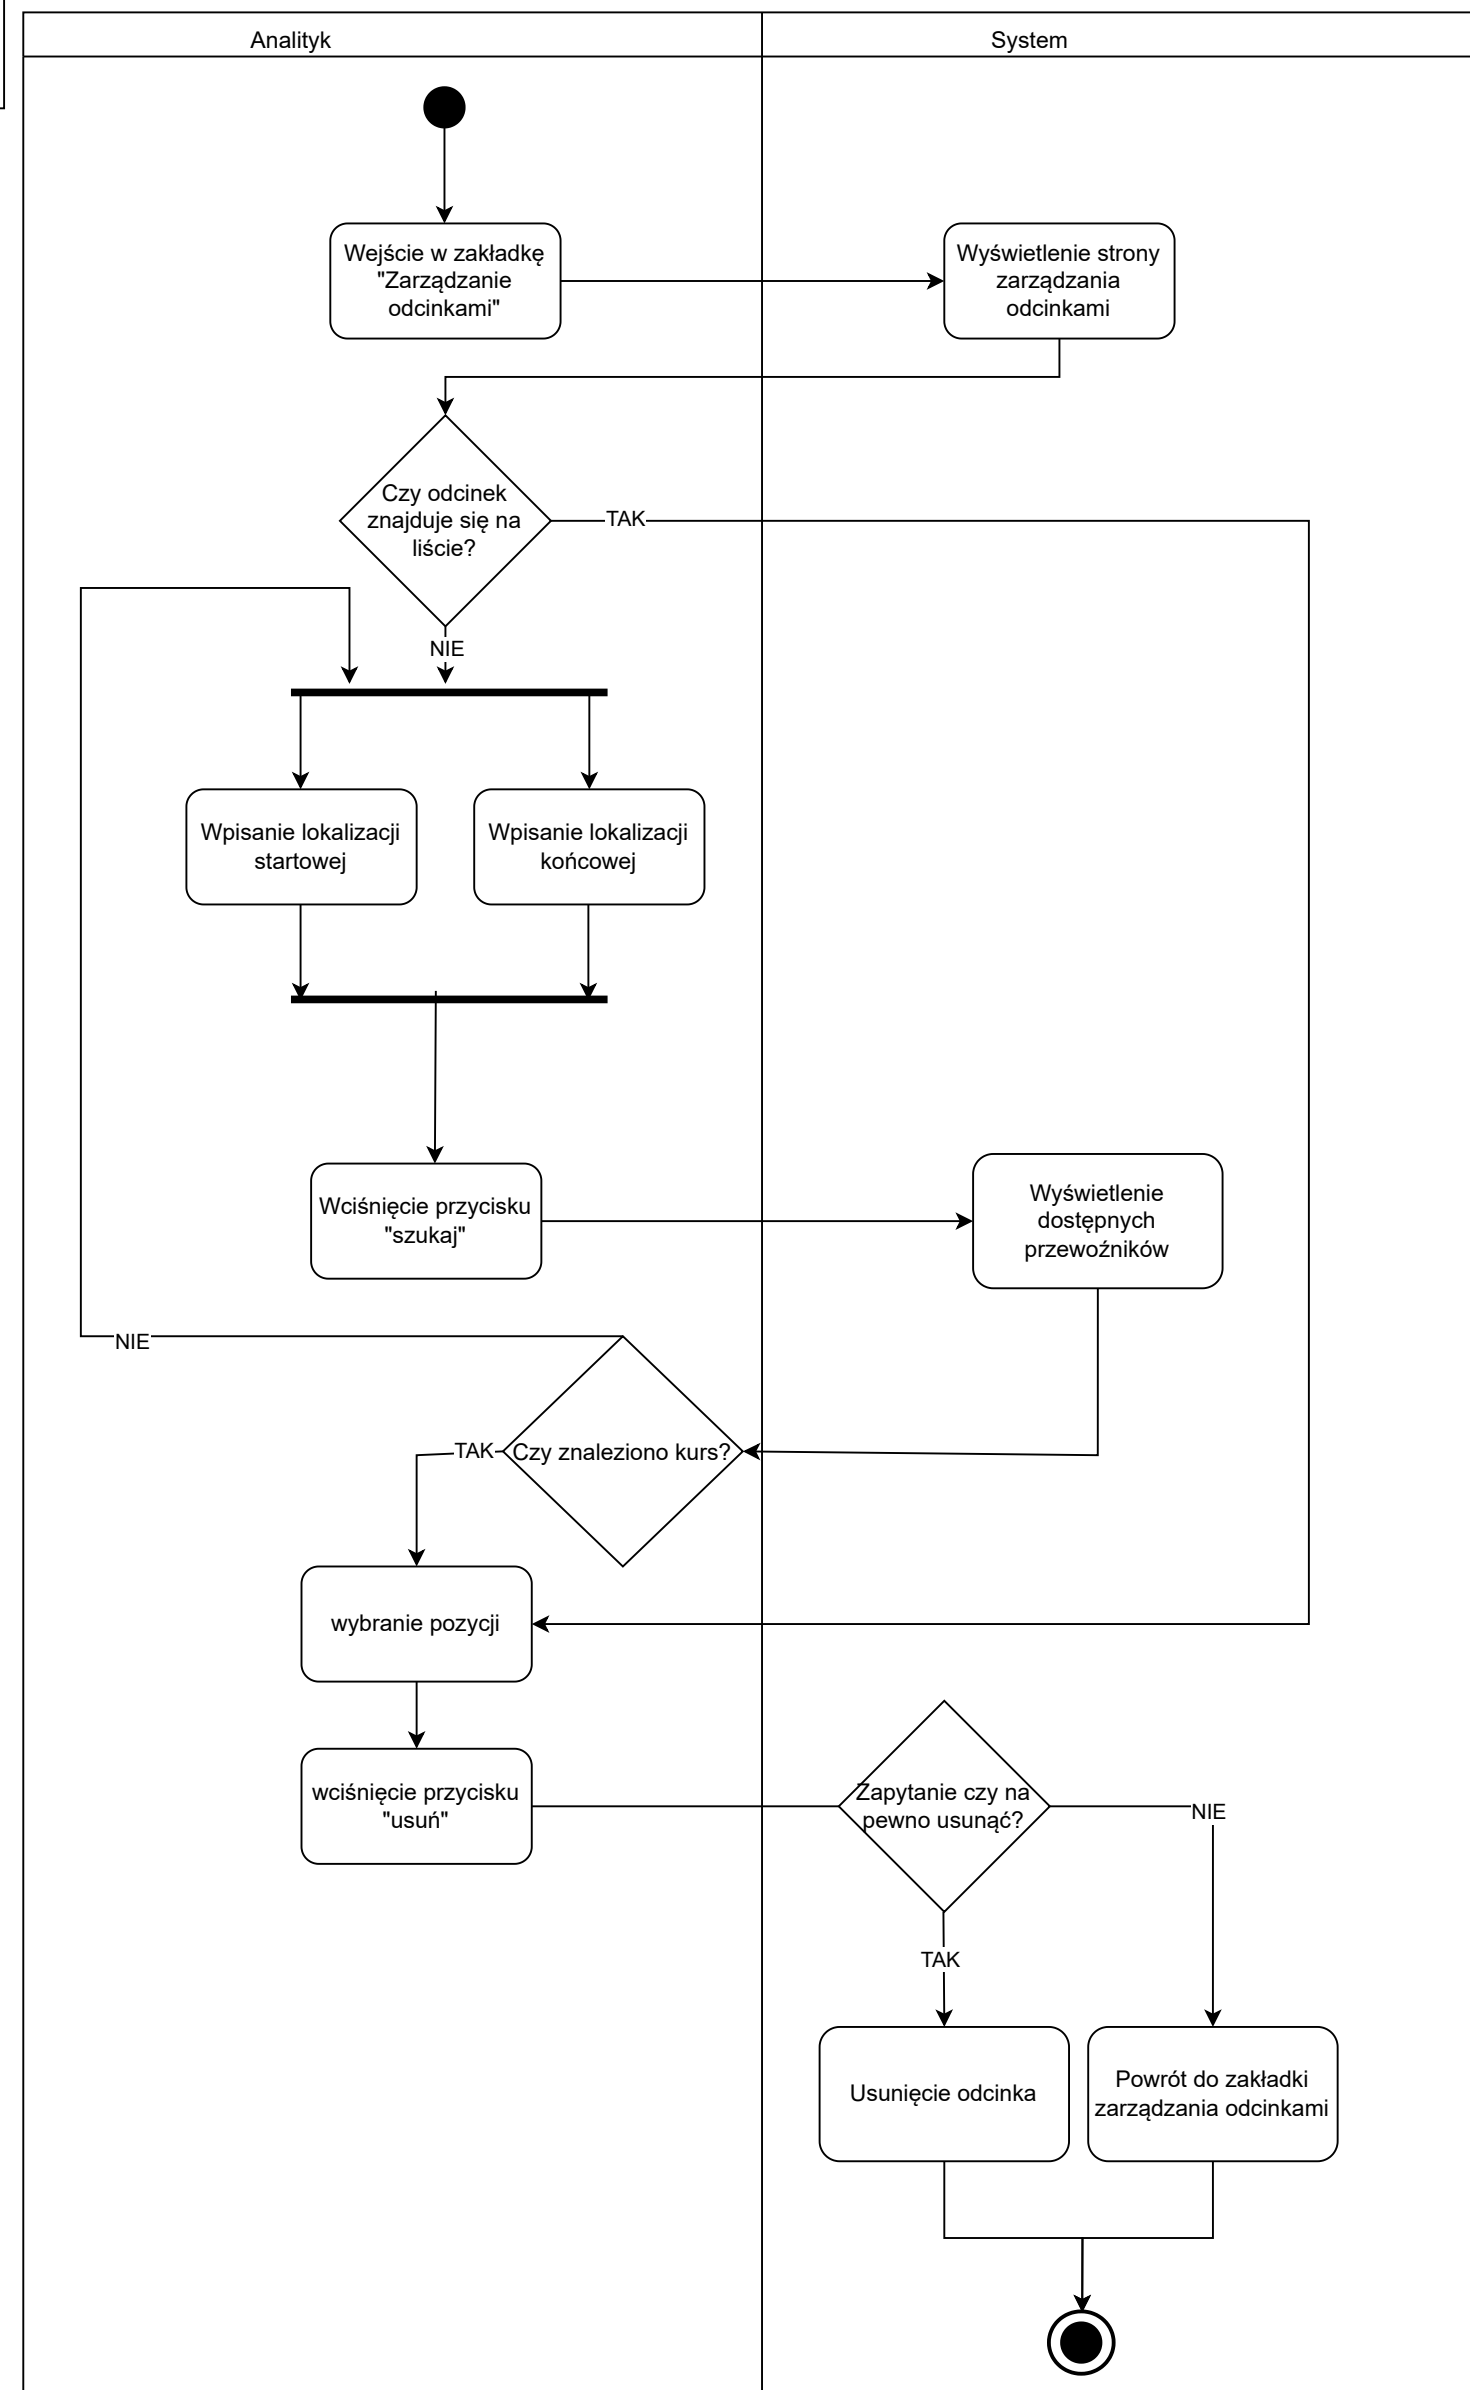 Analityk
System
Wejście w zakładkę
"Zarządzanie
odcinkami"
Wyświetlenie strony
zarządzania
odcinkami
Czy odcinek
znajduje się na
liście?
TAK
NIE
Wpisanie lokalizacji
startowej
Wpisanie lokalizacji
końcowej
Wciśnięcie przycisku
"szukaj"
Wyświetlenie
dostępnych
przewoźników
NIE
TAK
Czy znaleziono kurs?
wybranie pozycji
wciśnięcie przycisku
"usuń"
Zapytanie czy na
pewno usunąć?
NIE
TAK
Usunięcie odcinka
Powrót do zakładki
zarządzania odcinkami